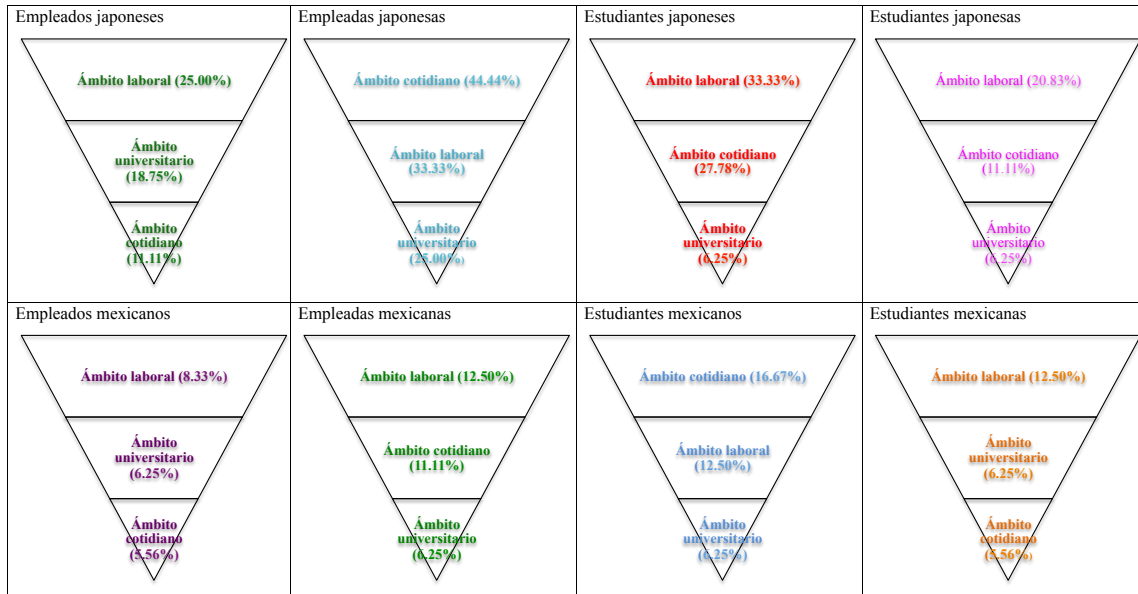 Empleados japoneses
Ámbito laboral (25.00%)
Ámbito
universitario
(18.75%)
Ámbito
cotidiano
(11.11%)
Empleadas japonesas
Ámbito cotidiano (44.44%)
Ámbito laboral
(33.33%)
Ámbito
universitario
(25.00%)
Estudiantes japoneses
Ámbito laboral (33.33%)
Ámbito cotidiano
(27.78%)
Ámbito
universitario
(6.25%)
Estudiantes japonesas
Ámbito laboral (20.83%)
Ámbito cotidiano
(11.11%)
Ámbito
universitario
(6.25%)
Empleados mexicanos
Ámbito laboral (8.33%)
Ámbito
universitario
(6.25%)
Ámbito
cotidiano
(5.56%)
Empleadas mexicanas
Ámbito laboral (12.50%)
Ámbito cotidiano
(11.11%)
Ámbito
universitario
(6.25%)
Estudiantes mexicanos
Ámbito cotidiano (16.67%)
Ámbito laboral
(12.50%)
Ámbito
universitario
(6.25%)
Estudiantes mexicanas
Ámbito laboral (12.50%)
Ámbito
universitario
(6.25%)
Ámbito
cotidiano
(5.56%)